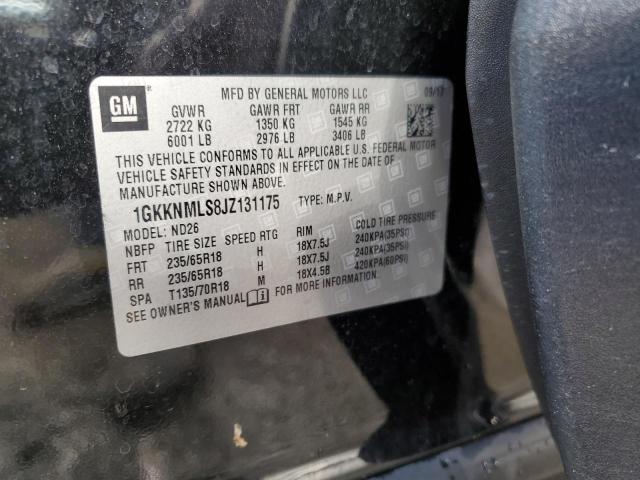 GM
®
MFD BY GENERAL MOTORS LLC 09/17
GVWR GAWR FRT GAWR RR
2722 KG 1350 KG 1545 KG
6001 LB 2976 LB 3406 LB
THIS VEHICLE CONFORMS TO ALL APPLICABLE U.S. FEDERAL MOTOR
VEHICLE SAFETY STANDARDS IN EFFECT ON THE DATE OF
MANUFACTURE SHOWN ABOVE.
1GKKNMLS8JZ131175 TYPE: M.P.V.
MODEL: ND26
NBFP TIRE SIZE SPEED RTG RIM COLD TIRE PRESSURE
FRT 235/65R18 H 18X7.5J 240KPA(35PSI)
RR 235/65R18 H 18X7.5J 240KPA(35PSI)
SPA T135/70R18 M 18X4.5B 420KPA(60PSI)
SEE OWNER'S MANUAL FOR MORE INFORMATION.